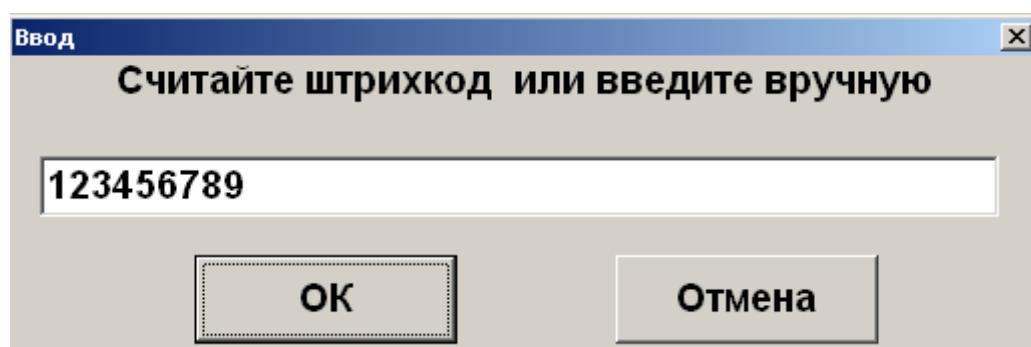 Ввод
Считайте штрихкод или введите вручную
123456789
ОК
Отмена